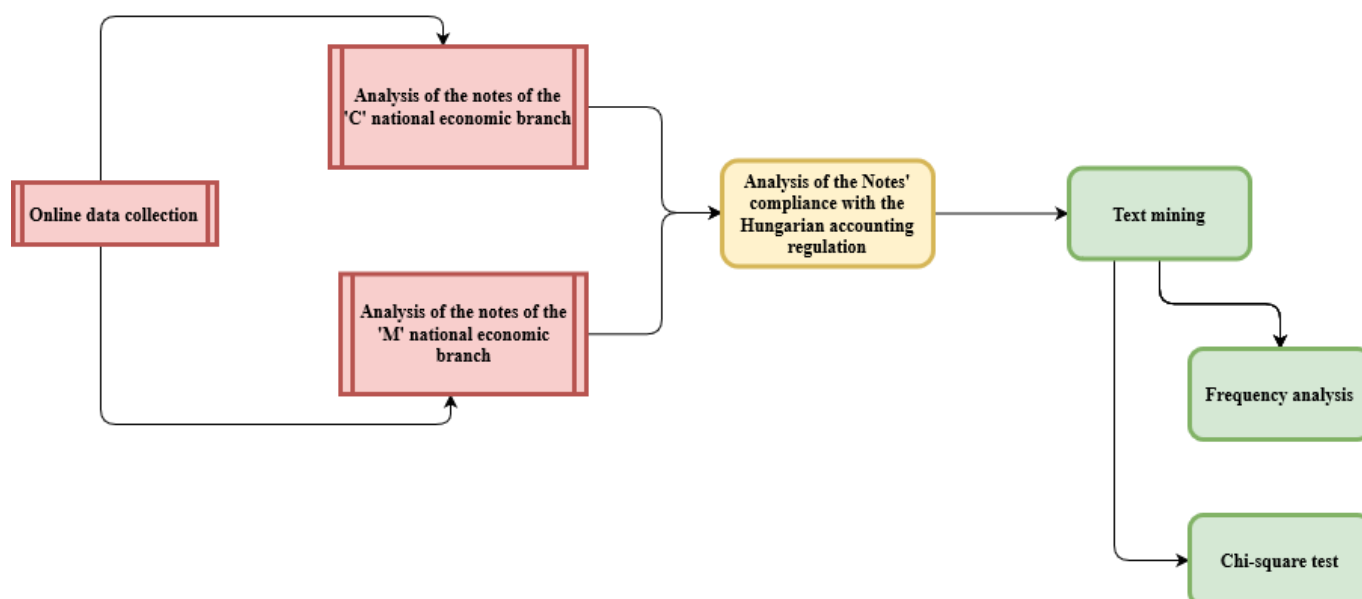 Analysis of the notes of the
'C' national economic branch
Online data collection
Analysis of the notes of the
'M' national economic
branch
Analysis of the Notes'
compliance with the
Hungarian accounting
regulation
Text mining
Frequency analysis
Chi-square test